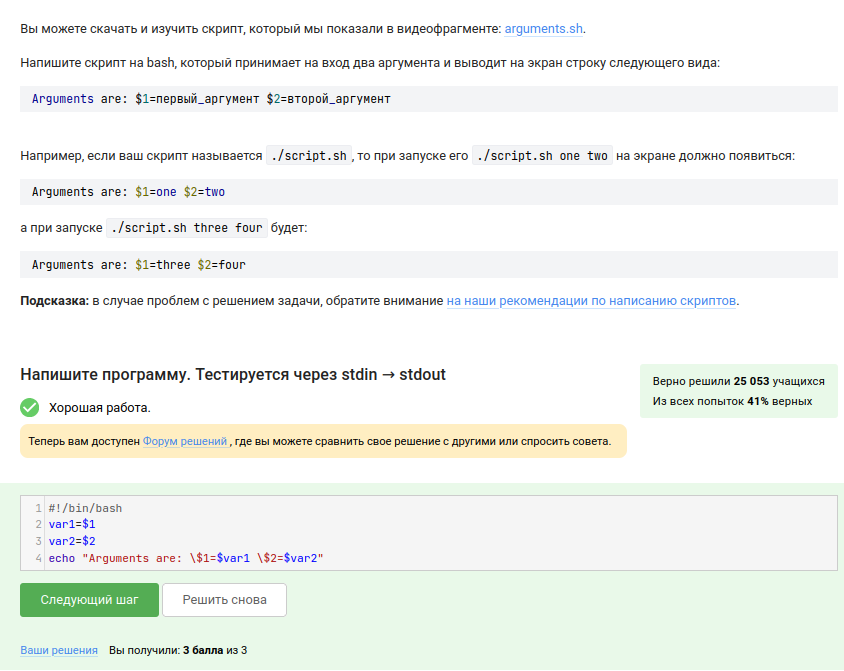 Вы можете скачать и изучить скрипт, который мы показали в видеофрагменте: arguments.sh.
Напишите скрипт на bash, который принимает на вход два аргумента и выводит на экран строку следующего вида:
Arguments are: $1=первый_аргумент $2=второй_аргумент
Например, если ваш скрипт называется ./script.sh , то при запуске его ./script.sh one two на экране должно появиться:
Arguments are: $1=one $2=two
а при запуске ./script.sh three four будет:
Arguments are: $1=three $2=four
Подсказка: в случае проблем с решением задачи, обратите внимание на наши рекомендации по написанию скриптов.
Напишите программу. Тестируется через stdin → stdout
Верно решили 25 053 учащихся
Из всех попыток 41% верных
Хорошая работа.
Теперь вам доступен Форум решений , где вы можете сравнить свое решение с другими или спросить совета.
1 #!/bin/bash
2 var1=$1
3 var2=$2
4 echo "Arguments are: \$1=$var1 \$2=$var2"
Следующий шаг Решить снова
Ваши решения Вы получили: 3 балла из 3